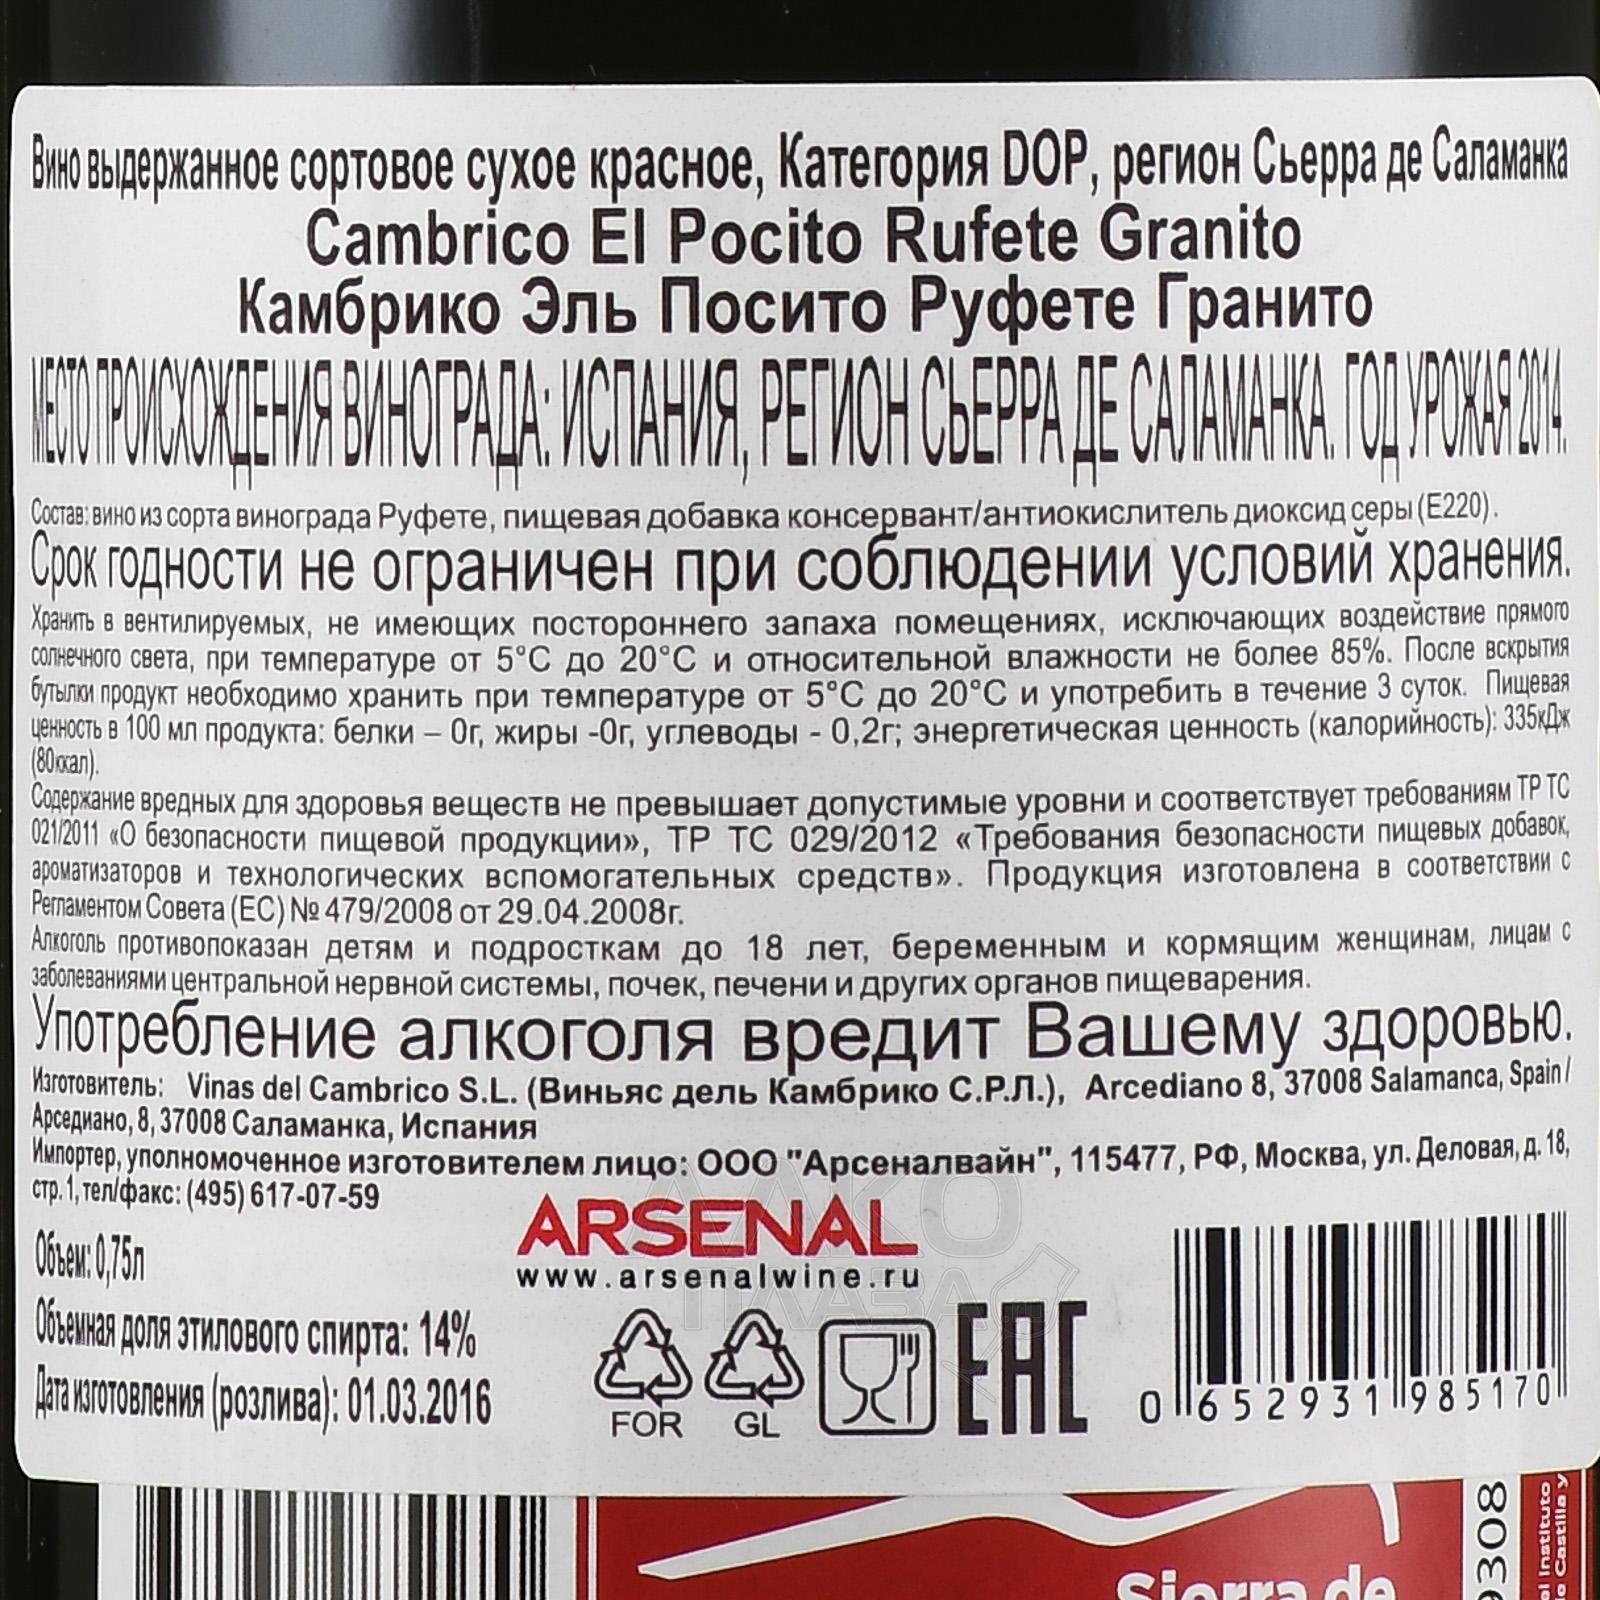 Вино выдержанное сортовое сухое красное, Категория DOP, регион Сьерра де Саламанка
Cambrico El Pocito Rufete Granito
Камбрико Эль Посито Руфете Гранито
МЕСТО ПРОИСХОЖДЕНИЯ ВИНОГРАДА: ИСПАНИЯ, РЕГИОН СЬЕРРА ДЕ САЛАМАНКА. ГОД УРОЖАЯ 2014.
Состав: вино из сорта винограда Руфете, пищевая добавка консервант/антиокислитель диоксид серы (Е220).
Срок годности не ограничен при соблюдении условий хранения.
Хранить в вентилируемых, не имеющих постороннего запаха помещениях, исключающих воздействие прямого
солнечного света, при температуре от 5°С до 20°С и относительной влажности не более 85%. После вскрытия
бутылки продукт необходимо хранить при температуре от 5°С до 20°С и употребить в течение 3 суток. Пищевая
ценность в 100 мл продукта: белки – 0г, жиры -0г, углеводы - 0,2г; энергетическая ценность (калорийность): 335кДж
(80ккал).
Содержание вредных для здоровья веществ не превышает допустимые уровни и соответствует требованиям ТР ТС
021/2011 «О безопасности пищевой продукции», ТР ТС 029/2012 «Требования безопасности пищевых добавок,
ароматизаторов и технологических вспомогательных средств». Продукция изготовлена в соответствии с
Регламентом Совета (ЕС) № 479/2008 от 29.04.2008г.
Алкоголь противопоказан детям и подросткам до 18 лет, беременным и кормящим женщинам, лицам с
заболеваниями центральной нервной системы, почек, печени и других органов пищеварения.
Употребление алкоголя вредит Вашему здоровью.
Изготовитель: Vinas del Cambrico S.L. (Виньяс дель Камбрико С.Р.Л.), Arcediano 8, 37008 Salamanca, Spain /
Арседиано, 8, 37008 Саламанка, Испания
Импортер, уполномоченное изготовителем лицо: ООО "Арсеналвайн", 115477, РФ, Москва, ул. Деловая, д. 18,
стр. 1, тел/факс: (495) 617-07-59
ARSENAL
www.arsenalwine.ru
АЛКО
ПЛАЗА
Объем: 0,75л
Объемная доля этилового спирта: 14%
Дата изготовления (розлива): 01.03.2016
FOR
GL
EAC
0 652931 985170
Sierra de
9308
ol Instituto
de Castilla y